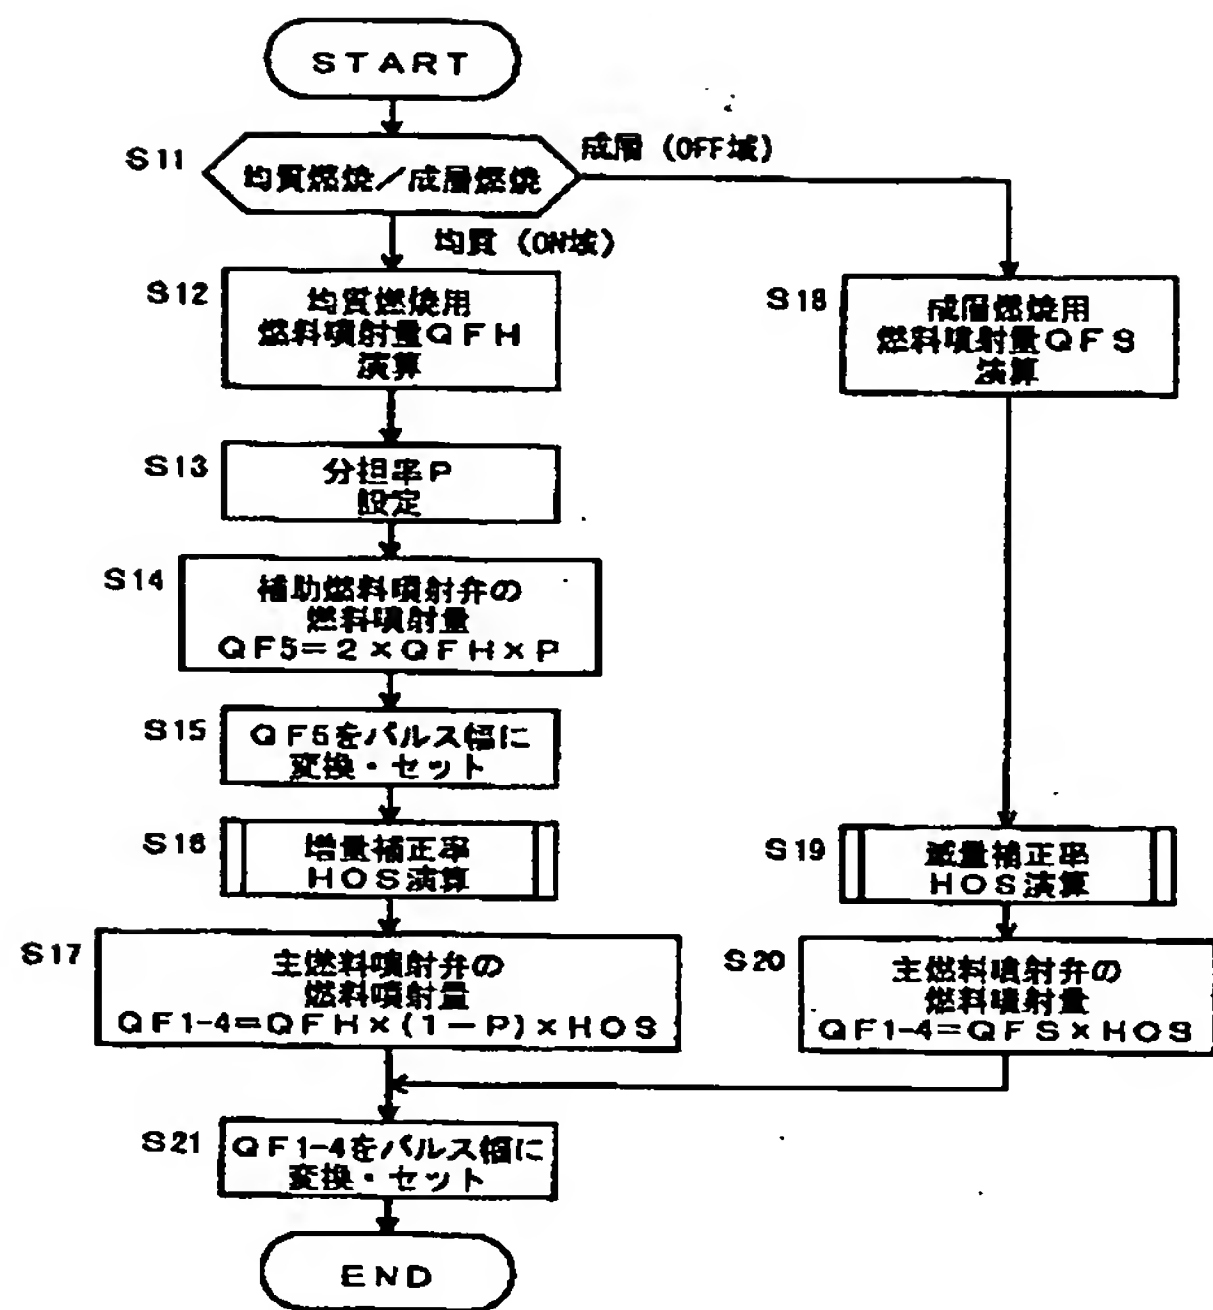 START
S11
均質燃焼／成層燃焼
成層 (OFF域)
均質 (ON域)
S12
均質燃焼用
燃料噴射量QFH
演算
S13
分担率P
設定
S14
補助燃料噴射弁の
燃料噴射量
QF5=2×QFH×P
S15
QF5をパルス幅に
変換・セット
S16
増量補正率
HOS演算
S17
主燃料噴射弁の
燃料噴射量
QF1-4=QFH×(1-P)×HOS
S18
成層燃焼用
燃料噴射量QFS
演算
S19
減量補正率
HOS演算
S20
主燃料噴射弁の
燃料噴射量
QF1-4=QFS×HOS
S21
QF1-4をパルス幅に
変換・セット
END